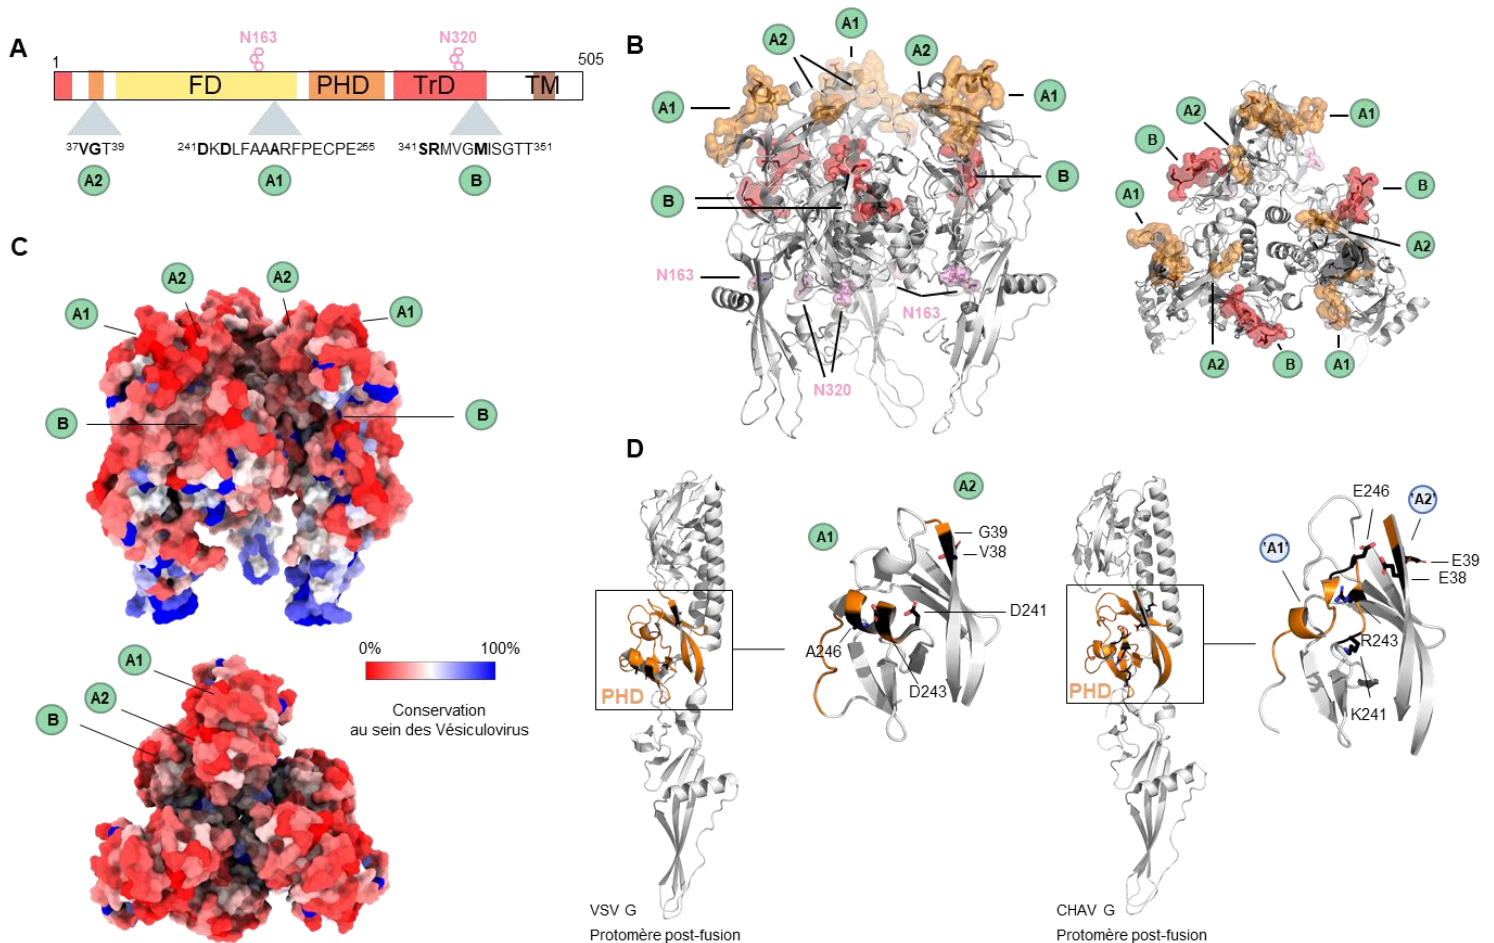 A
N163
N320
1
505
FD
PHD
TrD
TM
37VGT39
241DKDLFAAARFPECPE255
341SRMVGMISGTT351
A2
A1
B
B
A1
A2
A2
A1
A1
B
B
N163
N163
N320
A1
A2
B
B
A1
A2
A2
B
A1
C
A2
A2
A1
A1
B
B
A1
A2
B
0%
100%
Conservation
au sein des Vésiculovirus
D
A2
A1
G39
V38
D241
A246
D243
PHD
VSV G
Protomère post-fusion
E246
'A2'
'A1'
E39
E38
R243
K241
PHD
CHAV G
Protomère post-fusion